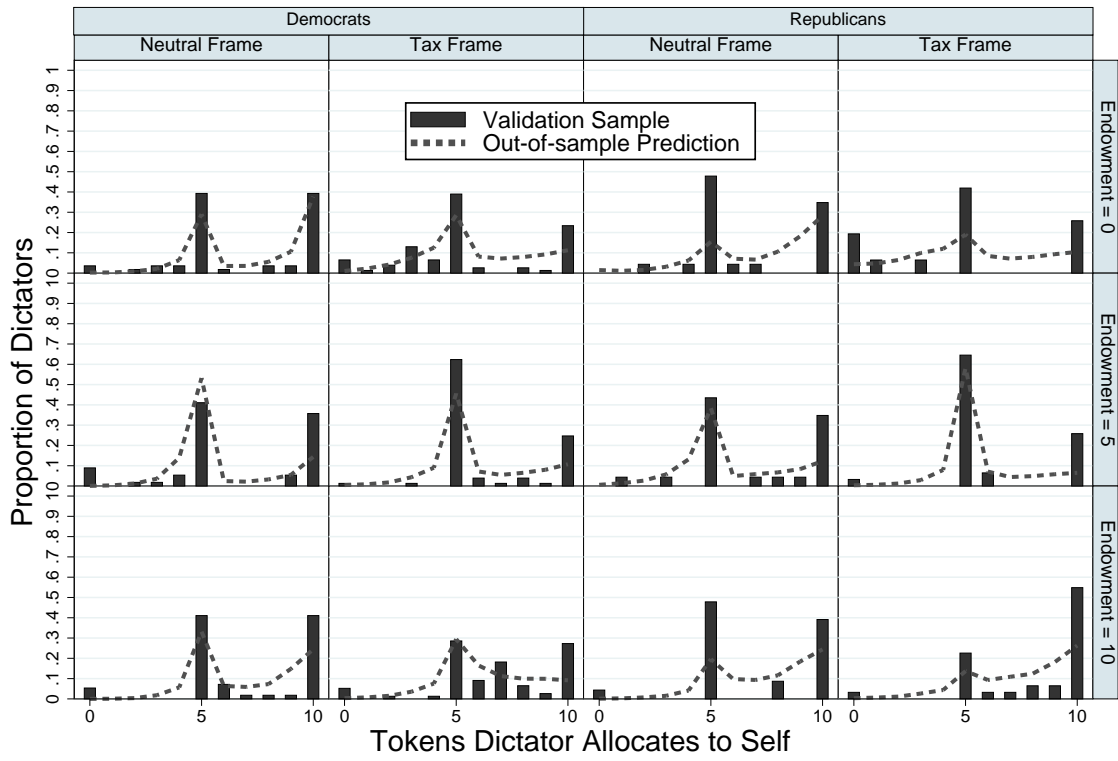 Democrats
Republicans
Neutral Frame
Tax Frame
Neutral Frame
Tax Frame
Validation Sample
Out-of-sample Prediction
Proportion of Dictators
0 .1 .2 .3 .4 .5 .6 .7 .8 .9 1
Endowment = 0
0 .1 .2 .3 .4 .5 .6 .7 .8 .9 1
Endowment = 5
0 .1 .2 .3 .4 .5 .6 .7 .8 .9 1
Endowment = 10
0 5 10
0 5 10
0 5 10
0 5 10
Tokens Dictator Allocates to Self